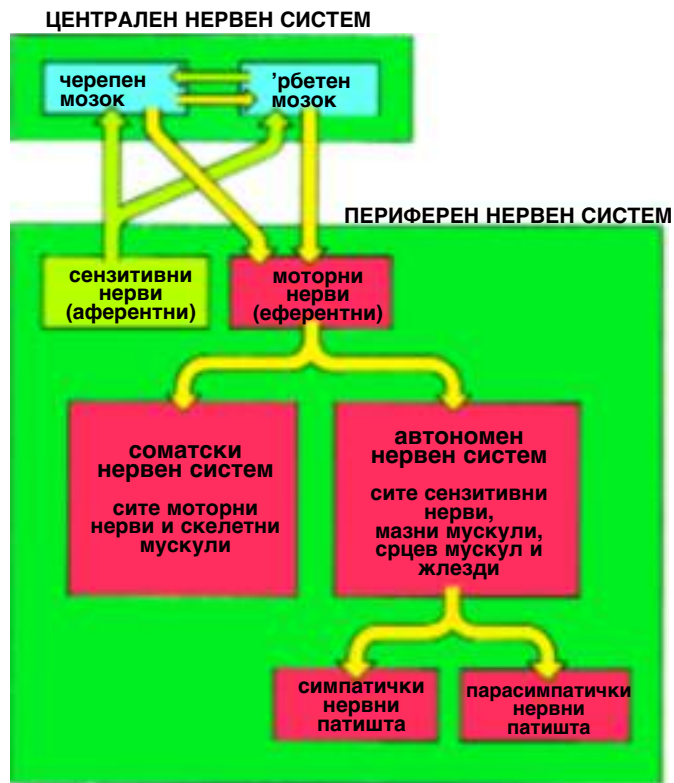 ЦЕНТРАЛЕН НЕРВЕН СИСТЕМ
черепен
мозок
’рбетен
мозок
ПЕРИФЕРЕН НЕРВЕН СИСТЕМ
сензитивни
нерви
(аферентни)
моторни
нерви
(еферентни)
соматски
нервен систем
сите моторни
нерви и скелетни
мускули
автономен
нервен систем
сите сензитивни
нерви,
мазни мускули,
срцев мускул и
жлезди
симпатички
нервни
патишта
парасимпатички
нервни
патишта